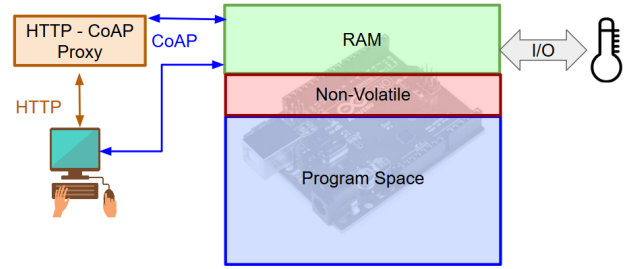 HTTP - CoAP
Proxy
CoAP
HTTP
RAM
I/O
Non-Volatile
Program Space